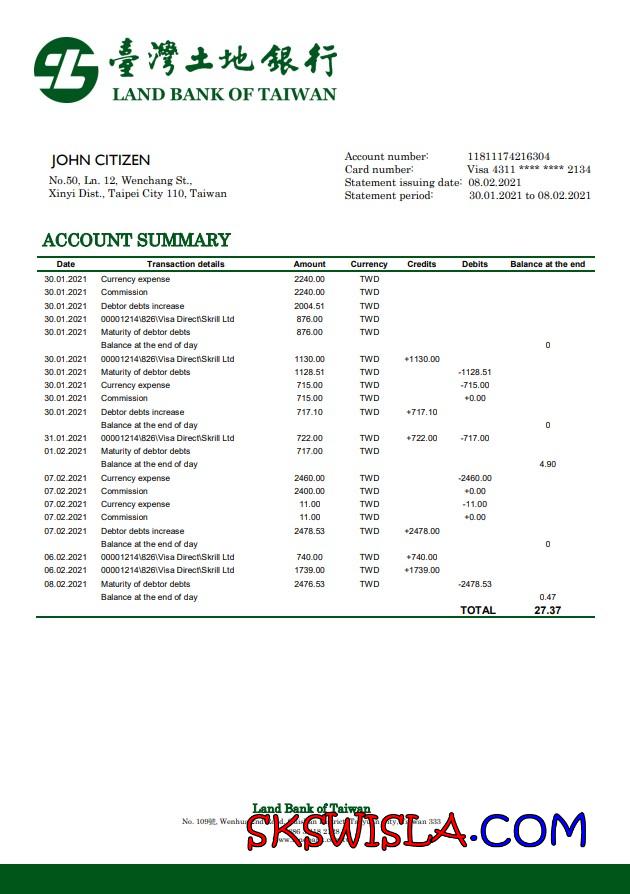 臺灣土地銀行
LAND BANK OF TAIWAN
JOHN CITIZEN
No.50, Ln. 12, Wenchang St.,
Xinyi Dist., Taipei City 110, Taiwan
Account number: 11811174216304
Card number: Visa 4311 **** **** 2134
Statement issuing date: 08.02.2021
Statement period: 30.01.2021 to 08.02.2021
ACCOUNT SUMMARY
Date Transaction details Amount Currency Credits Debits Balance at the end
30.01.2021 Currency expense 2240.00 TWD
30.01.2021 Commission 2240.00 TWD
30.01.2021 Debtor debts increase 2004.51 TWD
30.01.2021 00001214\826\Visa Direct\Skrill Ltd 876.00 TWD
30.01.2021 Maturity of debtor debts 876.00 TWD
Balance at the end of day 0
30.01.2021 00001214\826\Visa Direct\Skrill Ltd 1130.00 TWD +1130.00
30.01.2021 Maturity of debtor debts 1128.51 TWD -1128.51
30.01.2021 Currency expense 715.00 TWD -715.00
30.01.2021 Commission 715.00 TWD +0.00
30.01.2021 Debtor debts increase 717.10 TWD +717.10
Balance at the end of day 0
31.01.2021 00001214\826\Visa Direct\Skrill Ltd 722.00 TWD +722.00 -717.00
01.02.2021 Maturity of debtor debts 717.00 TWD
Balance at the end of day 4.90
07.02.2021 Currency expense 2460.00 TWD -2460.00
07.02.2021 Commission 2400.00 TWD +0.00
07.02.2021 Currency expense 11.00 TWD -11.00
07.02.2021 Commission 11.00 TWD +0.00
07.02.2021 Debtor debts increase 2478.53 TWD +2478.00
Balance at the end of day 0
06.02.2021 00001214\826\Visa Direct\Skrill Ltd 740.00 TWD +740.00
06.02.2021 00001214\826\Visa Direct\Skrill Ltd 1739.00 TWD +1739.00
08.02.2021 Maturity of debtor debts 2476.53 TWD -2478.53
Balance at the end of day 0.47
TOTAL 27.37
Land Bank of Taiwan
No. 109號, 333
SKSWISLA.COM